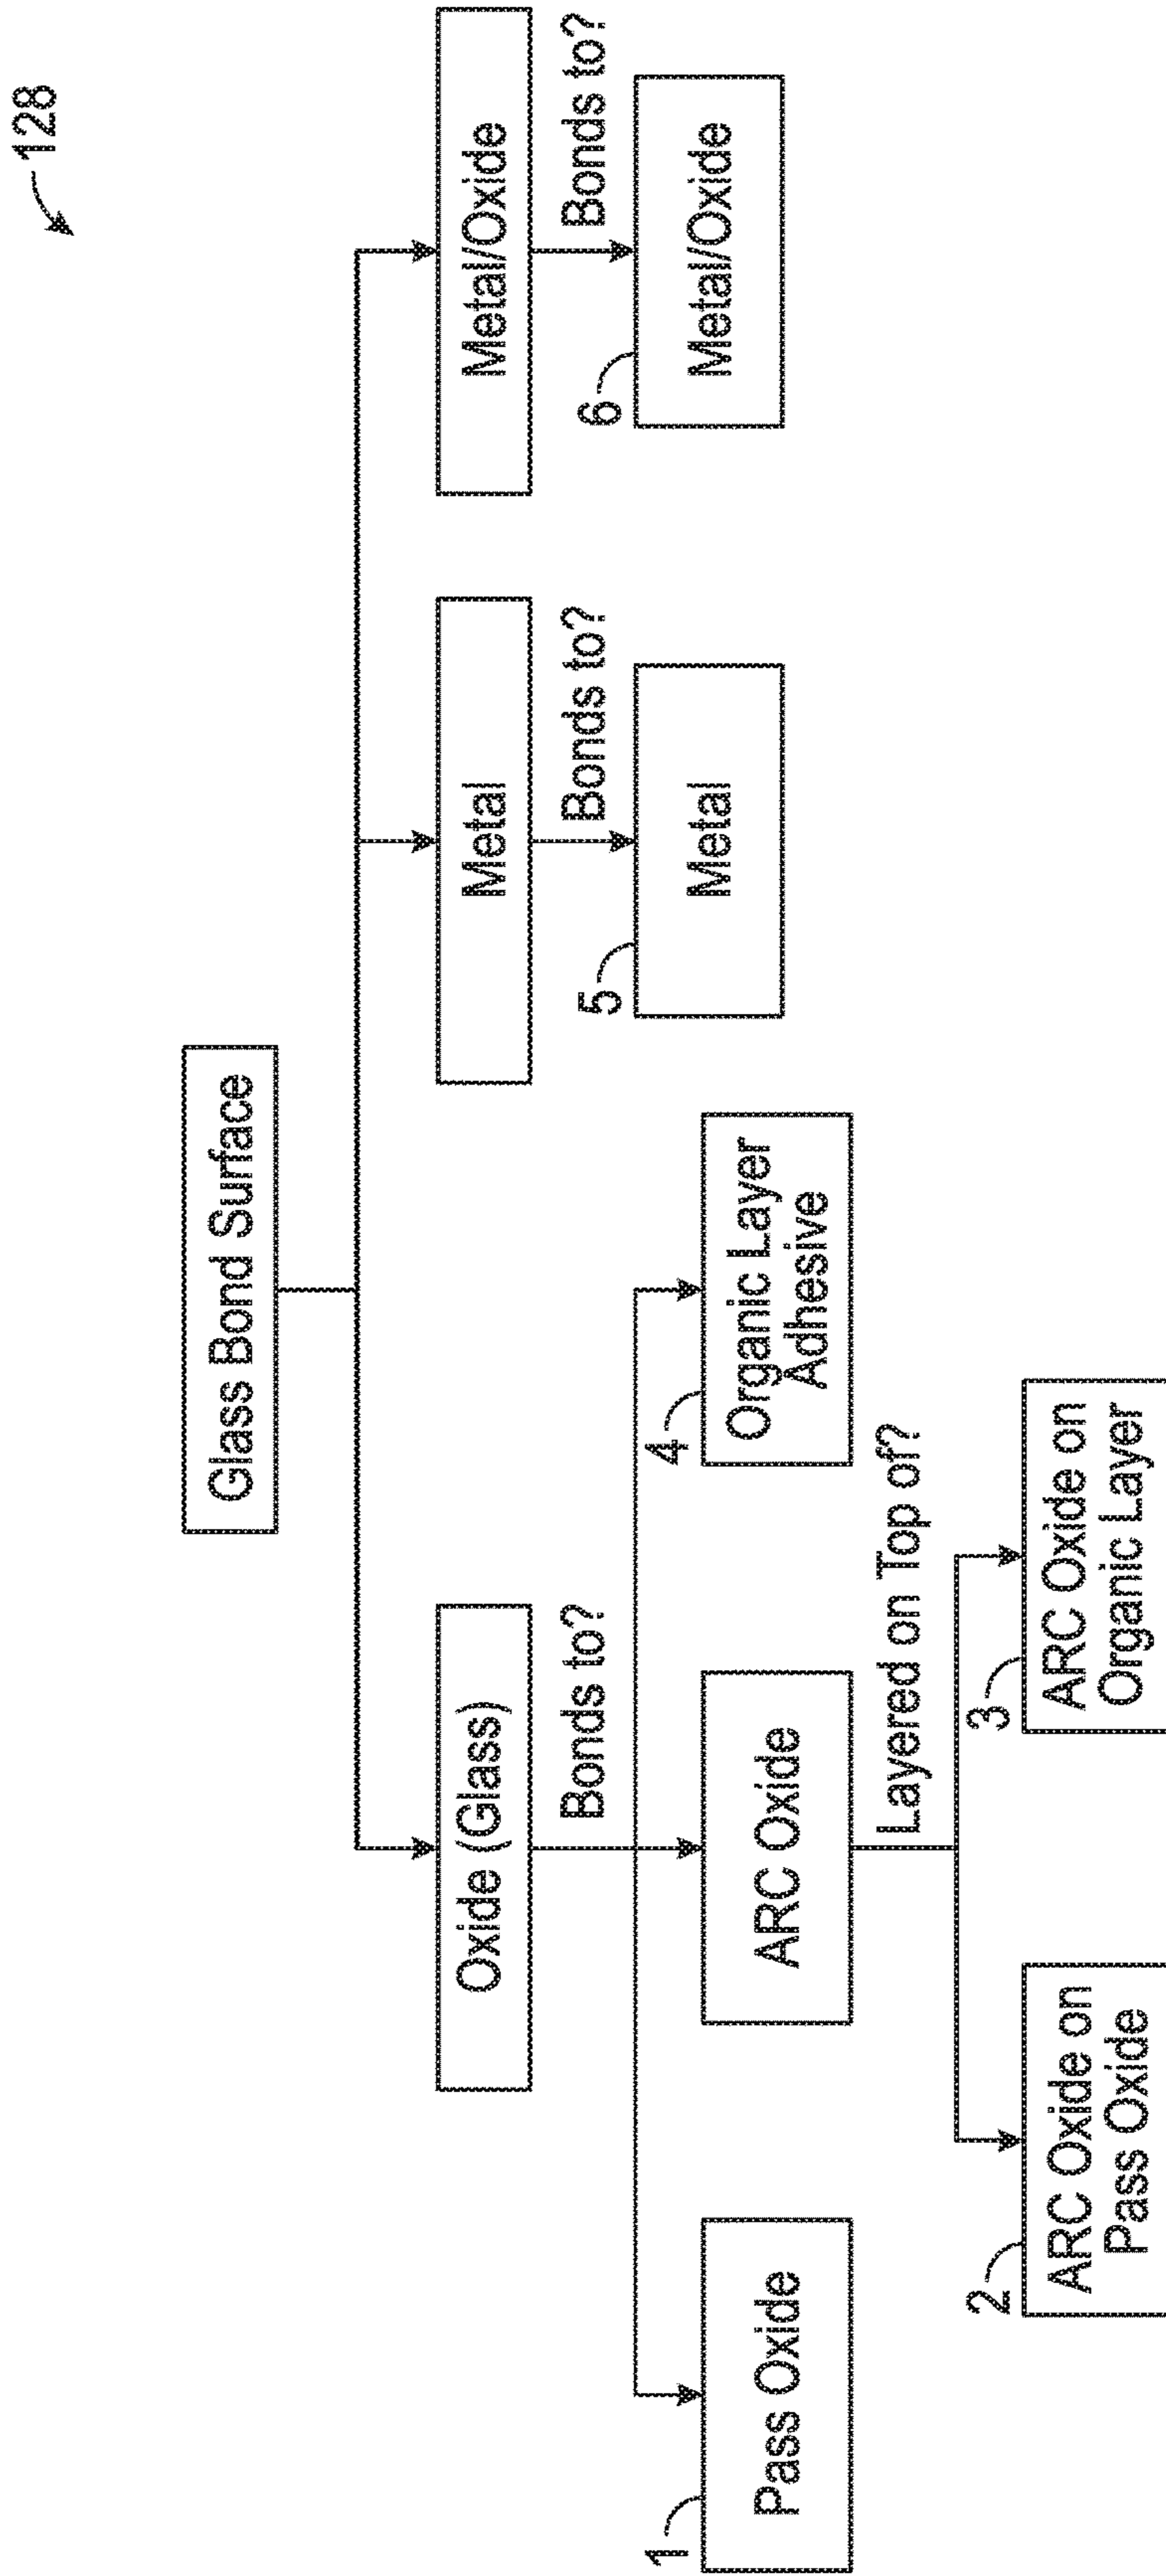 128
Glass Bond Surface
Oxide (Glass)
Metal
Metal/Oxide
Bonds to?
Bonds to?
Bonds to?
5
Metal
6
Metal/Oxide
1
Pass Oxide
ARC Oxide
4
Organic Layer
Adhesive
Layered on Top of?
2
ARC Oxide on
Pass Oxide
3
ARC Oxide on
Organic Layer